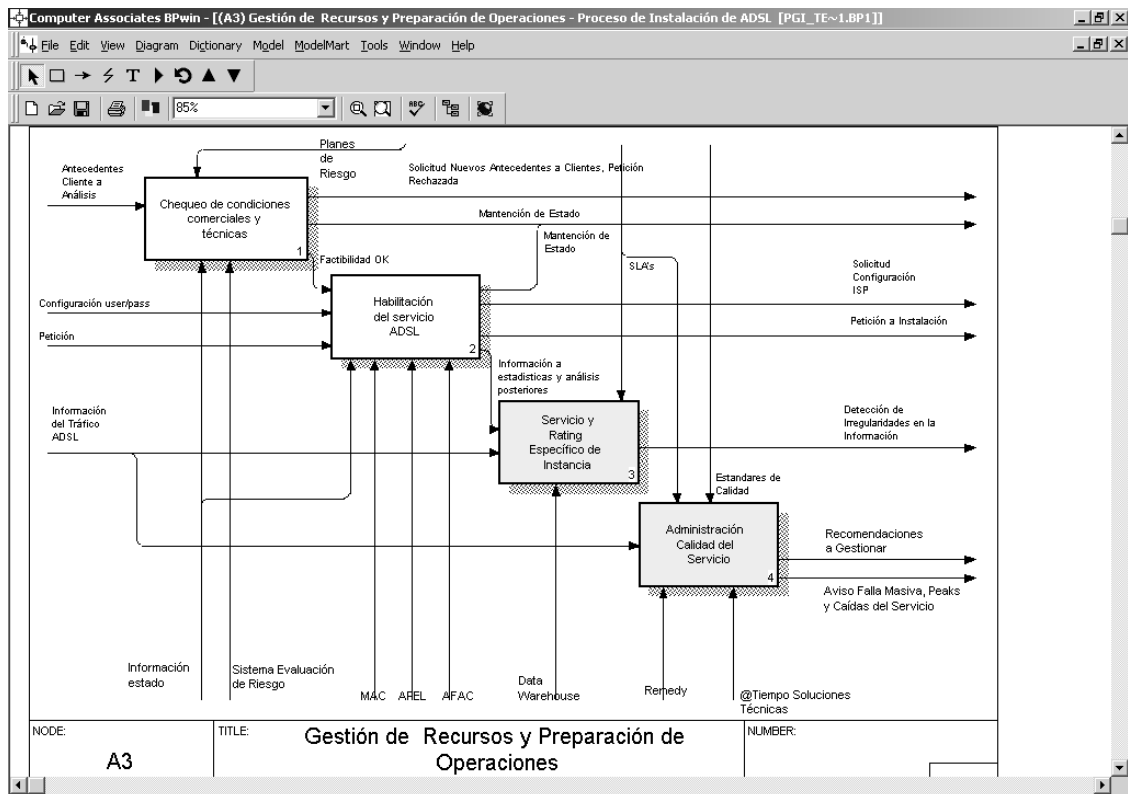 Computer Associates BPwin - [(A3) Gestión de Recursos y Preparación de Operaciones - Proceso de Instalación de ADSL [PGI_TE~1.BP1]]
File Edit View Diagram Dictionary Model ModelMart Tools Window Help
T
85%
ABC
Planes
de
Riesgo
Antecedentes
Cliente a
Análisis
Solicitud Nuevos Antecedentes a Clientes, Petición
Rechazada
Chequeo de condiciones
comerciales y
técnicas
1
Mantención de Estado
Mantención de
Estado
Factibilidad OK
SLA's
Solicitud
Configuración
ISP
Configuración user/pass
Habilitación
del servicio
ADSL
2
Petición
Petición a Instalación
Información a
estadisticas y análisis
posteriores
Información
del Tráfico
ADSL
Servicio y
Rating
Específico de
Instancia
3
Detección de
Irregularidades en la
Información
Estandares de
Calidad
Administración
Calidad del
Servicio
4
Recomendaciones
a Gestionar
Aviso Falla Masiva, Peaks
y Caídas del Servicio
Información
estado
Sistema Evaluación
de Riesgo
MAC
AFEL
AFAC
Data
Warehouse
Remedy
@Tiempo Soluciones
Técnicas
NODE:
A3
TITLE:
Gestión de Recursos y Preparación de
Operaciones
NUMBER: